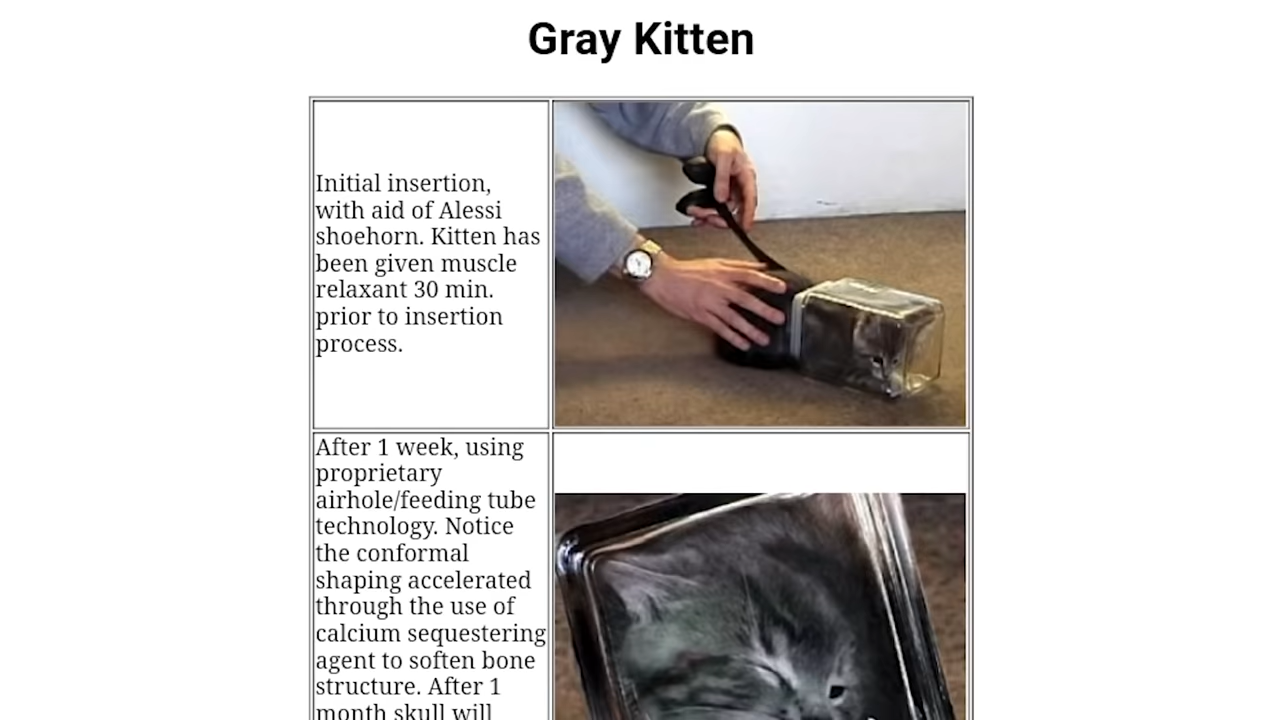 Gray Kitten
Initial insertion,
with aid of Alessi
shoehorn. Kitten has
been given muscle
relaxant 30 min.
prior to insertion
process.
After 1 week, using
proprietary
airhole/feeding tube
technology. Notice
the conformal
shaping accelerated
through the use of
calcium sequestering
agent to soften bone
structure. After 1
month skull will